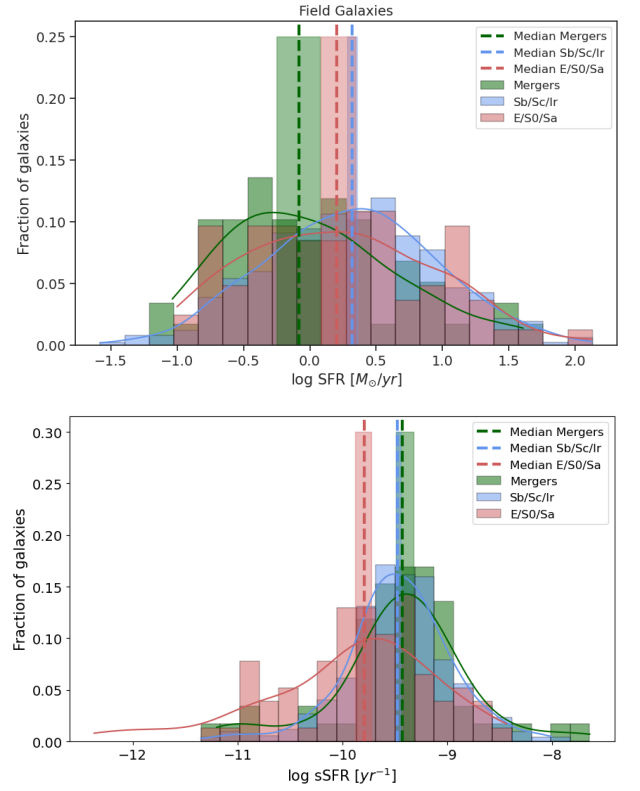 Field Galaxies
0.25
0.20
0.15
0.10
0.05
0.00
Fraction of galaxies
Median Mergers
Median Sb/Sc/Ir
Median E/S0/Sa
Mergers
Sb/Sc/Ir
E/S0/Sa
−1.5 −1.0 −0.5 0.0 0.5 1.0 1.5 2.0
log SFR [M⊙/yr]
0.30
0.25
0.20
0.15
0.10
0.05
0.00
Fraction of galaxies
Median Mergers
Median Sb/Sc/Ir
Median E/S0/Sa
Mergers
Sb/Sc/Ir
E/S0/Sa
−12 −11 −10 −9 −8
log sSFR [yr⁻¹]